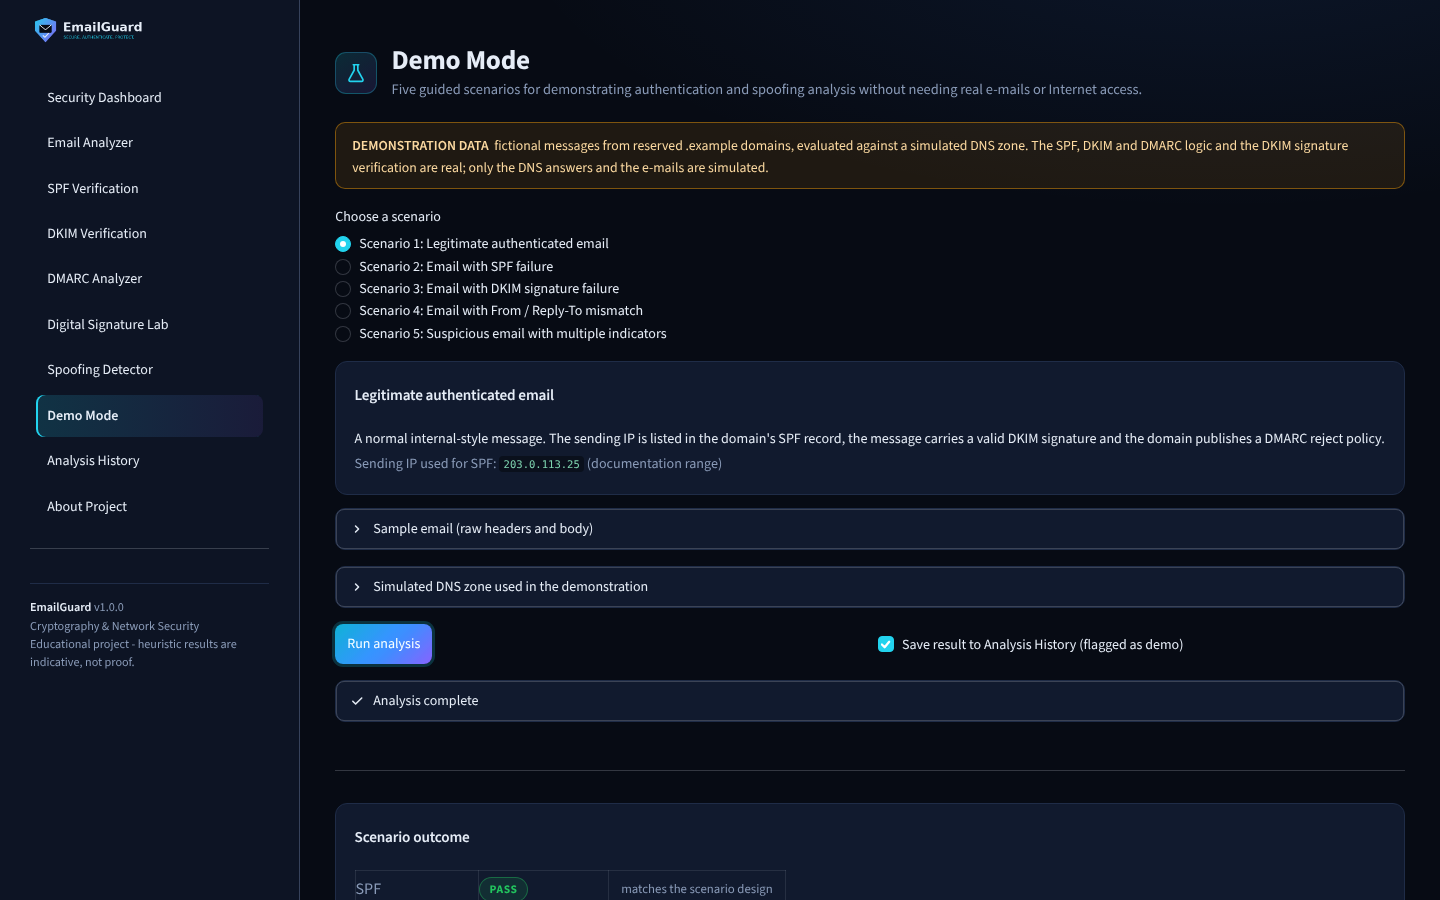 EmailGuard
SECURE. AUTHENTICATE. PROTECT.
Security Dashboard
Email Analyzer
SPF Verification
DKIM Verification
DMARC Analyzer
Digital Signature Lab
Spoofing Detector
Demo Mode
Analysis History
About Project
EmailGuard v1.0.0
Cryptography & Network Security
Educational project - heuristic results are
indicative, not proof.
Demo Mode
Five guided scenarios for demonstrating authentication and spoofing analysis without needing real e-mails or Internet access.
DEMONSTRATION DATA fictional messages from reserved .example domains, evaluated against a simulated DNS zone. The SPF, DKIM and DMARC logic and the DKIM signature
verification are real; only the DNS answers and the e-mails are simulated.
Choose a scenario
Scenario 1: Legitimate authenticated email
Scenario 2: Email with SPF failure
Scenario 3: Email with DKIM signature failure
Scenario 4: Email with From / Reply-To mismatch
Scenario 5: Suspicious email with multiple indicators
Legitimate authenticated email
A normal internal-style message. The sending IP is listed in the domain's SPF record, the message carries a valid DKIM signature and the domain publishes a DMARC reject policy.
Sending IP used for SPF: 203.0.113.25 (documentation range)
Sample email (raw headers and body)
Simulated DNS zone used in the demonstration
Run analysis
Save result to Analysis History (flagged as demo)
Analysis complete
Scenario outcome
SPF PASS matches the scenario design